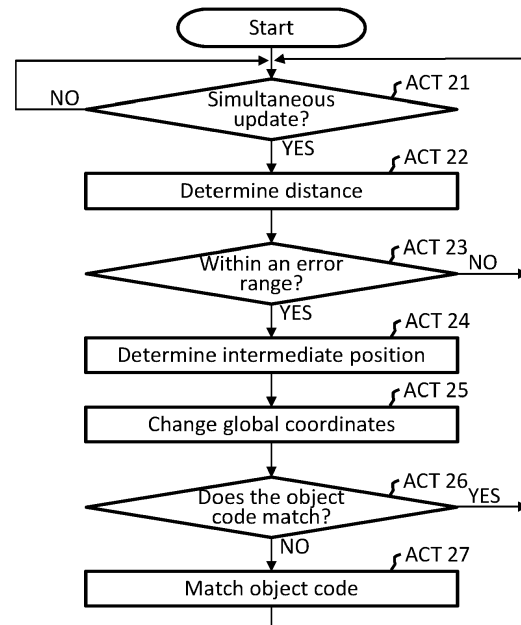 Start
ACT 21
Simultaneous
update?
NO
YES
ACT 22
Determine distance
ACT 23
Within an error
range?
NO
YES
ACT 24
Determine intermediate position
ACT 25
Change global coordinates
ACT 26
Does the object
code match?
YES
NO
ACT 27
Match object code